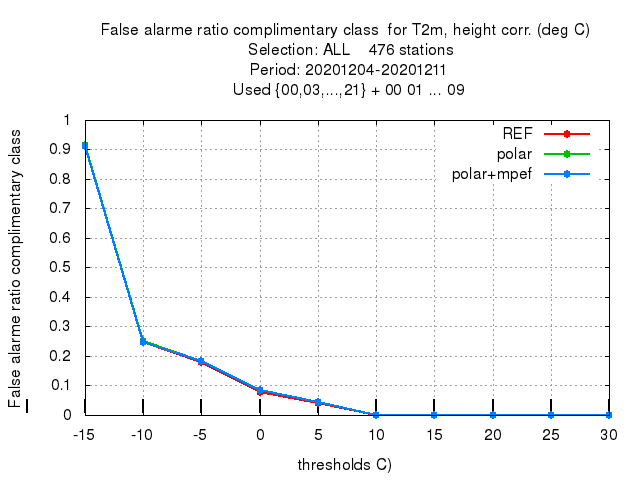 False alarme ratio complimentary class  for T2m, height corr. (deg C)
Selection: ALL    476 stations
Period: 20201204-20201211
Used {00,03,...,21} + 00 01 ... 09
False alarme ratio complimentary class
1
0.9
0.8
0.7
0.6
0.5
0.4
0.3
0.2
0.1
0
REF
polar
polar+mpef
-15 -10 -5 0 5 10 15 20 25 30
thresholds C)